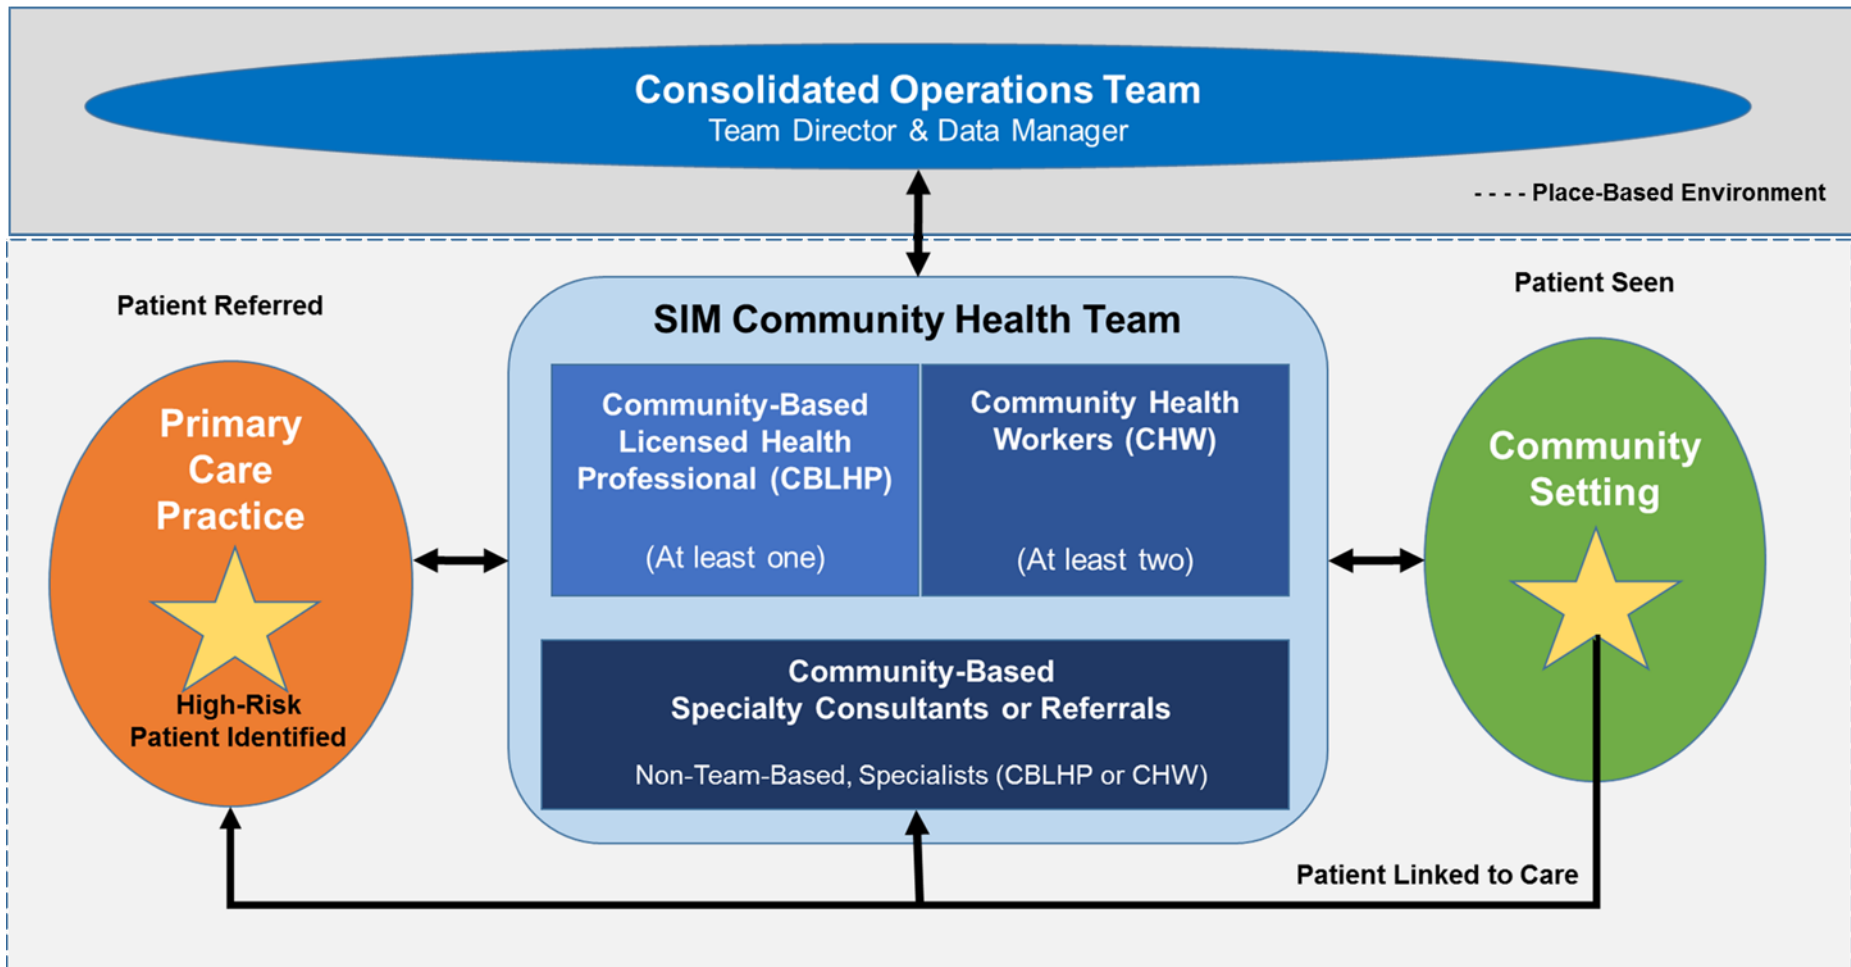 Consolidated Operations Team
Team Director & Data Manager
- - - - Place-Based Environment
Patient Referred
Patient Seen
SIM Community Health Team
Primary
Care
Practice
High-Risk
Patient Identified
Community-Based
Licensed Health
Professional (CBLHP)
(At least one)
Community Health
Workers (CHW)
(At least two)
Community-Based
Specialty Consultants or Referrals
Non-Team-Based, Specialists (CBLHP or CHW)
Community
Setting
Patient Linked to Care